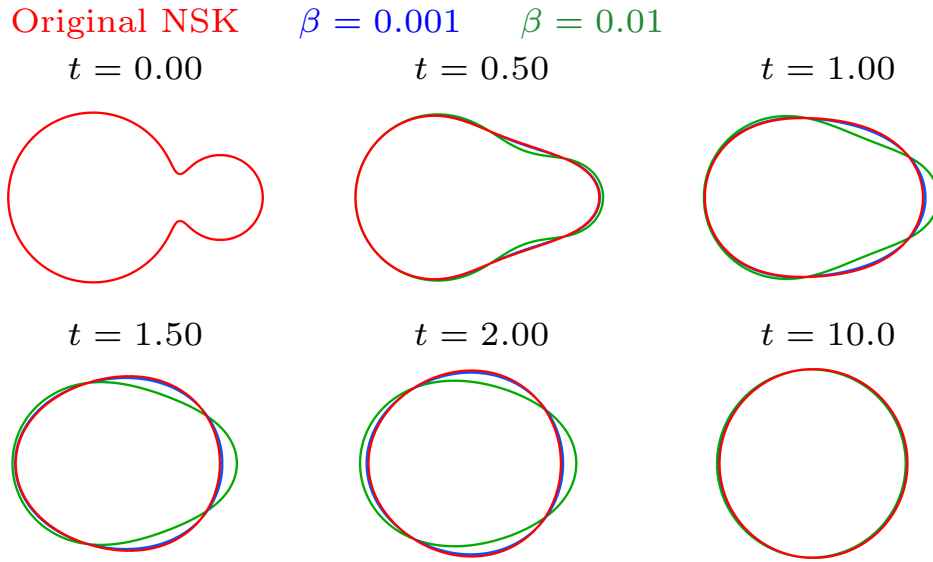 Original NSK β = 0.001 β = 0.01
t = 0.00 t = 0.50 t = 1.00
t = 1.50 t = 2.00 t = 10.0